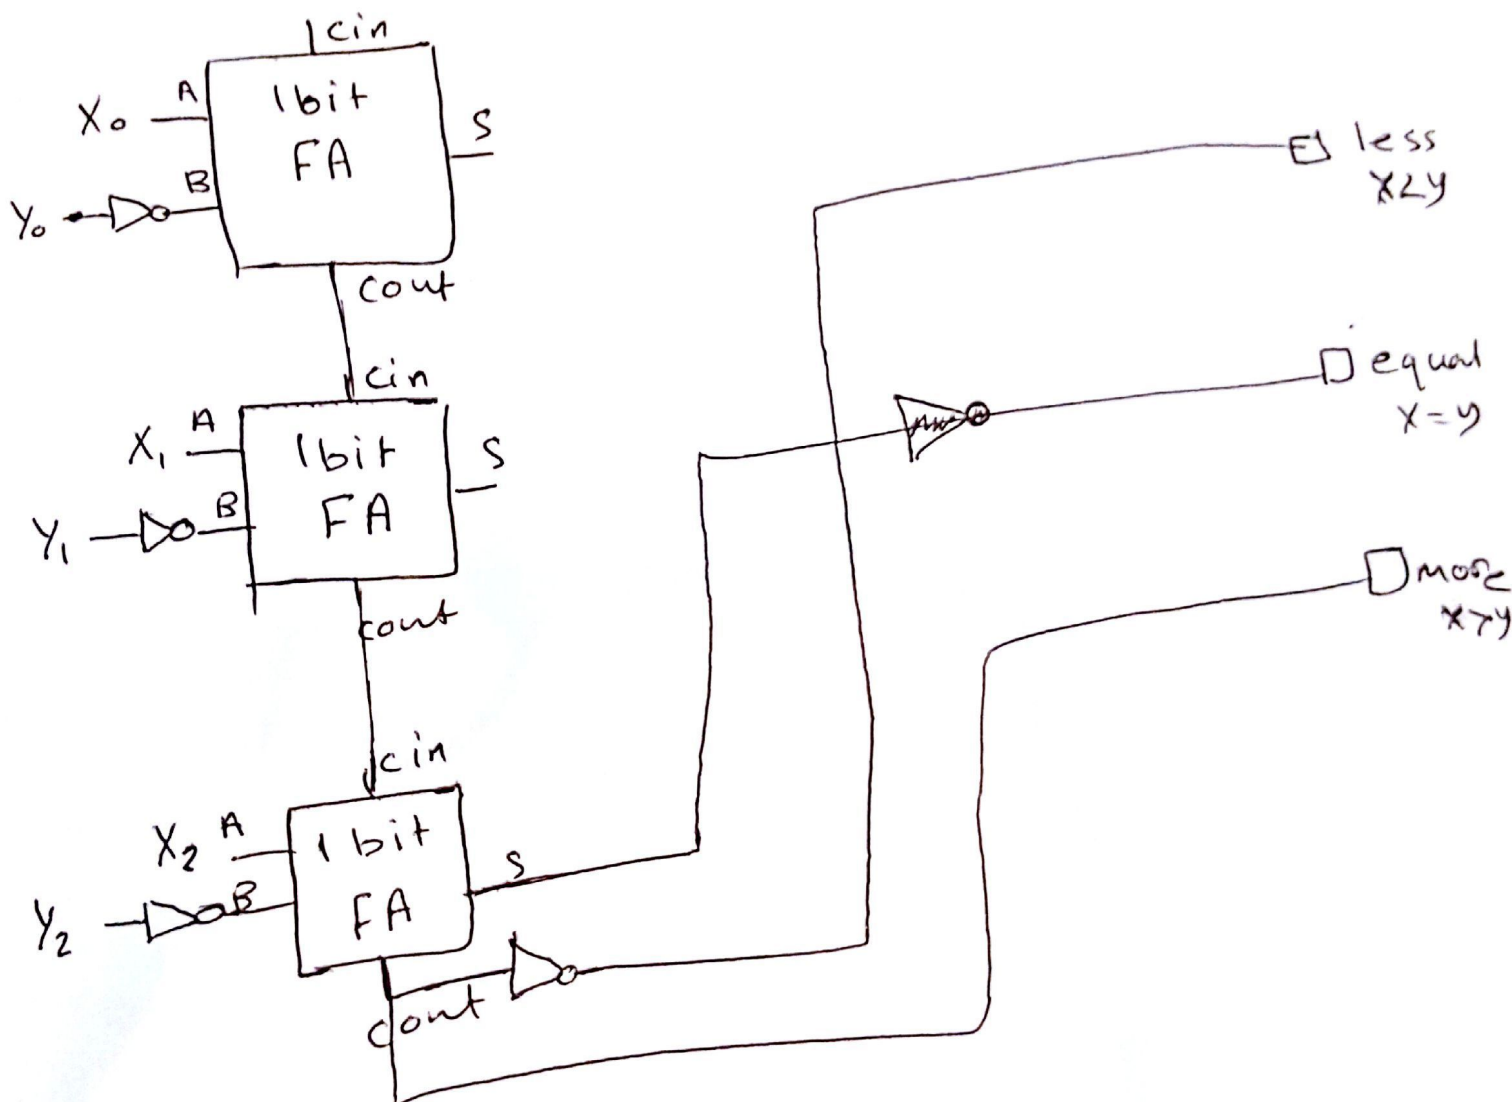 cin
X₀ A 1bit S
FA
Y₀ B
cout
cin
X₁ A 1bit S
FA
Y₁ B
cout
cin
X₂ A 1 bit S
FA
Y₂ B
cout
less
x<y
equal
x=y
more
x>y